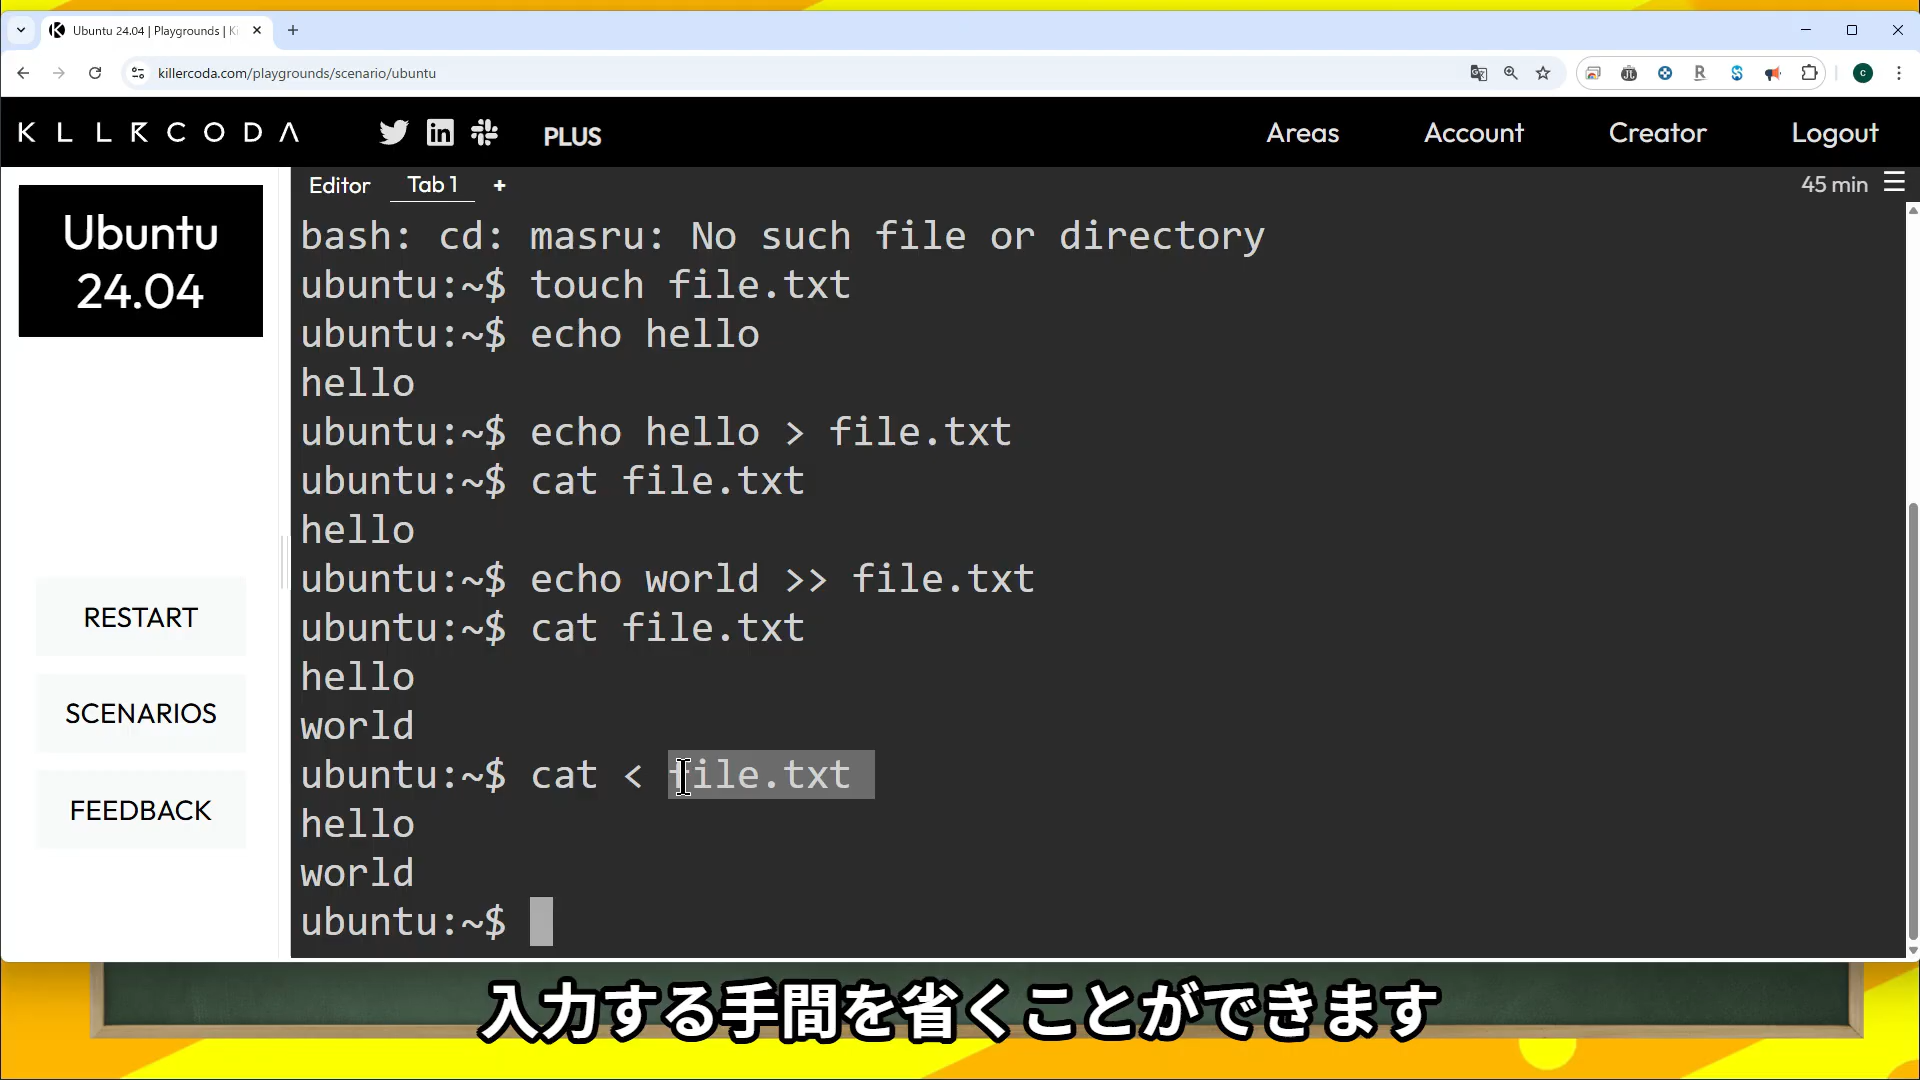 Ubuntu 24.04 | Playgrounds | Ki
killercoda.com/playgrounds/scenario/ubuntu
KILLERCODA
PLUS
Areas
Account
Creator
Logout
Ubuntu
24.04
Editor
Tab 1
+
45 min
bash: cd: masru: No such file or directory
ubuntu:~$ touch file.txt
ubuntu:~$ echo hello
hello
ubuntu:~$ echo hello > file.txt
ubuntu:~$ cat file.txt
hello
ubuntu:~$ echo world >> file.txt
ubuntu:~$ cat file.txt
hello
world
ubuntu:~$ cat < file.txt
hello
world
ubuntu:~$
RESTART
SCENARIOS
FEEDBACK
入力する手間を省くことができます